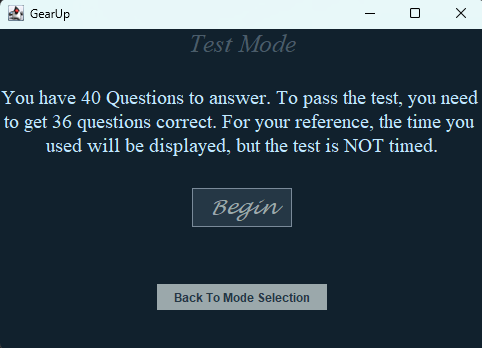 GearUp
Test Mode
You have 40 Questions to answer. To pass the test, you need
to get 36 questions correct. For your reference, the time you
used will be displayed, but the test is NOT timed.
Begin
Back To Mode Selection